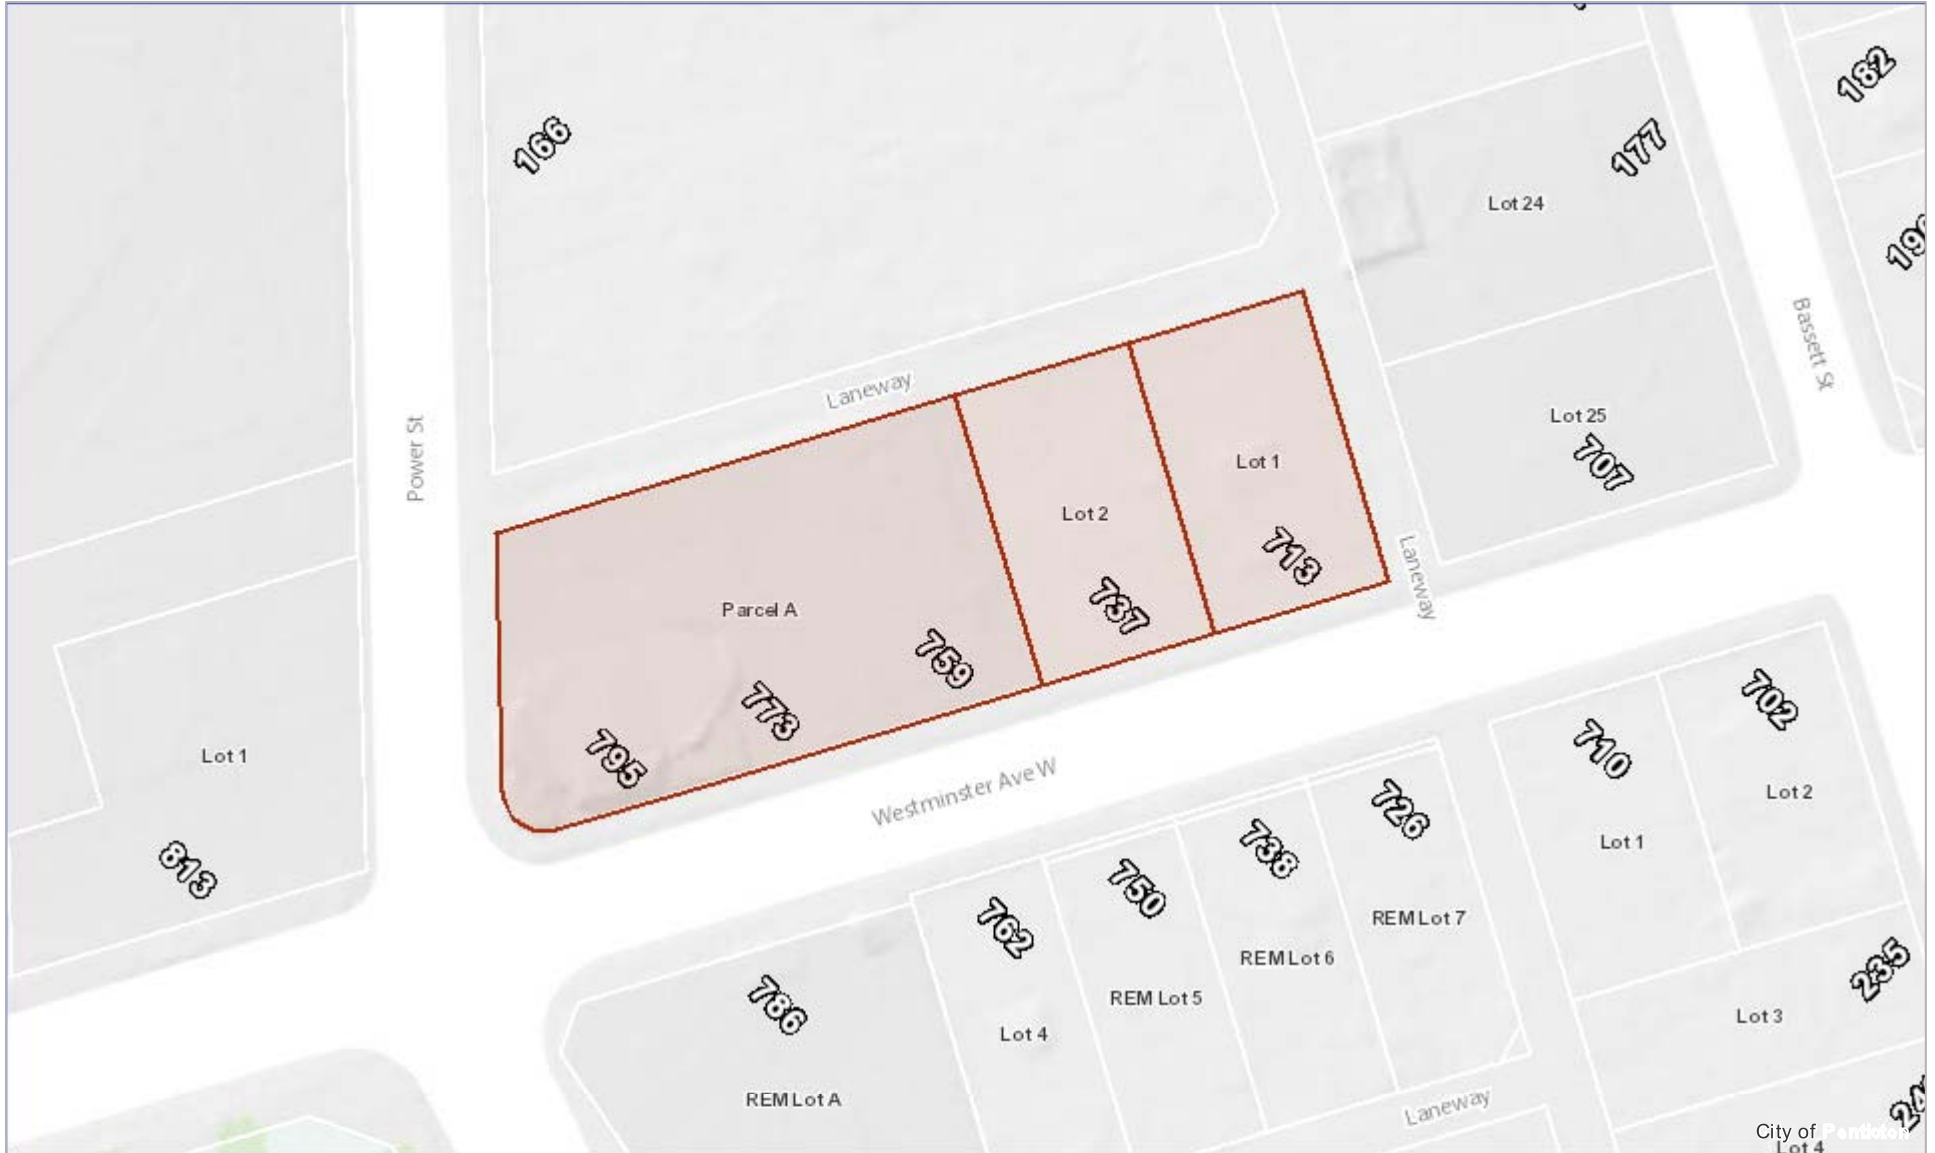 182
166
177
Lot 24
Bassett St
Laneway
Lot 25
707
Power St
Lot 1
713
Lot 2
737
Laneway
Parcel A
759
773
795
Westminster Ave W
Lot 1
813
702
710
Lot 2
Lot 1
726
738
750
762
REM Lot 7
REM Lot 6
REM Lot 5
Lot 4
786
REM Lot A
235
Lot 3
Laneway
City of Penticton
Lot 4